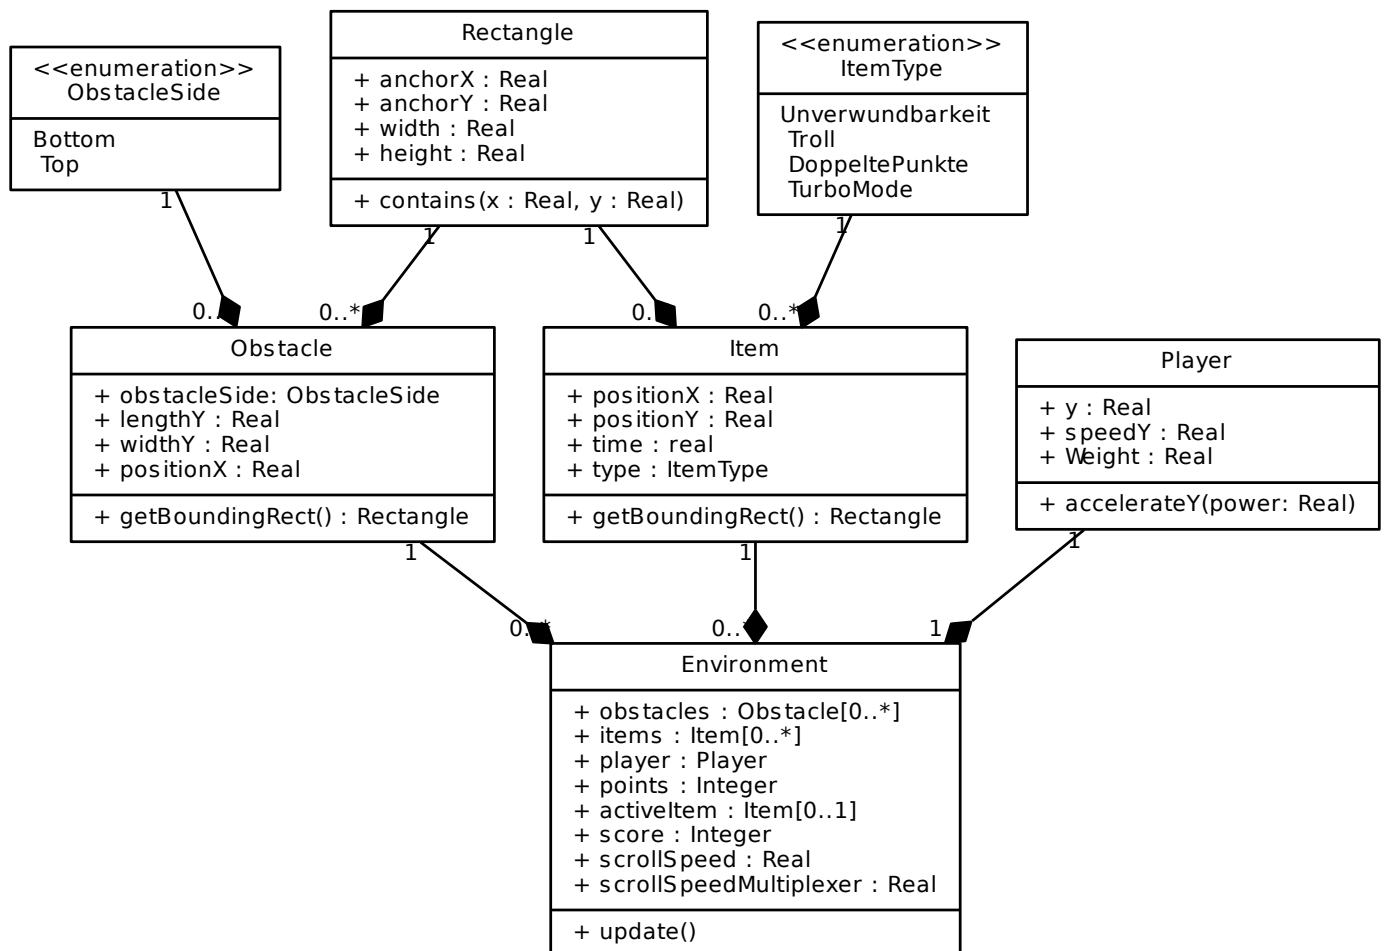 <<enumeration>>
ObstacleSide
Bottom
Top
1
Rectangle
+ anchorX : Real
+ anchorY : Real
+ width : Real
+ height : Real
+ contains(x : Real, y : Real)
1
1
<<enumeration>>
ItemType
Unverwundbarkeit
Troll
DoppeltePunkte
TurboMode
1
0..
0..*
0..
0..*
Obstacle
+ obstacleSide: ObstacleSide
+ lengthY : Real
+ widthY : Real
+ positionX : Real
+ getBoundingRect() : Rectangle
1
Item
+ positionX : Real
+ positionY : Real
+ time : real
+ type : ItemType
+ getBoundingRect() : Rectangle
1
Player
+ y : Real
+ speedY : Real
+ Weight : Real
+ accelerateY(power: Real)
1
0..*
0..*
1
Environment
+ obstacles : Obstacle[0..*]
+ items : Item[0..*]
+ player : Player
+ points : Integer
+ activeItem : Item[0..1]
+ score : Integer
+ scrollSpeed : Real
+ scrollSpeedMultiplexer : Real
+ update()